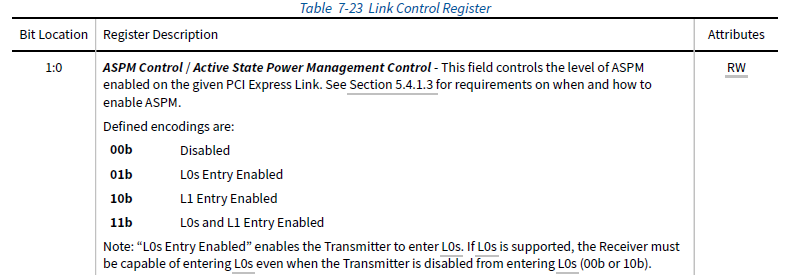 Table 7-23 Link Control Register
Bit Location Register Description Attributes
1:0 ASPM Control / Active State Power Management Control - This field controls the level of ASPM RW
enabled on the given PCI Express Link. See Section 5.4.1.3 for requirements on when and how to
enable ASPM.
Defined encodings are:
00b Disabled
01b L0s Entry Enabled
10b L1 Entry Enabled
11b L0s and L1 Entry Enabled
Note: “L0s Entry Enabled” enables the Transmitter to enter L0s. If L0s is supported, the Receiver must
be capable of entering L0s even when the Transmitter is disabled from entering L0s (00b or 10b).